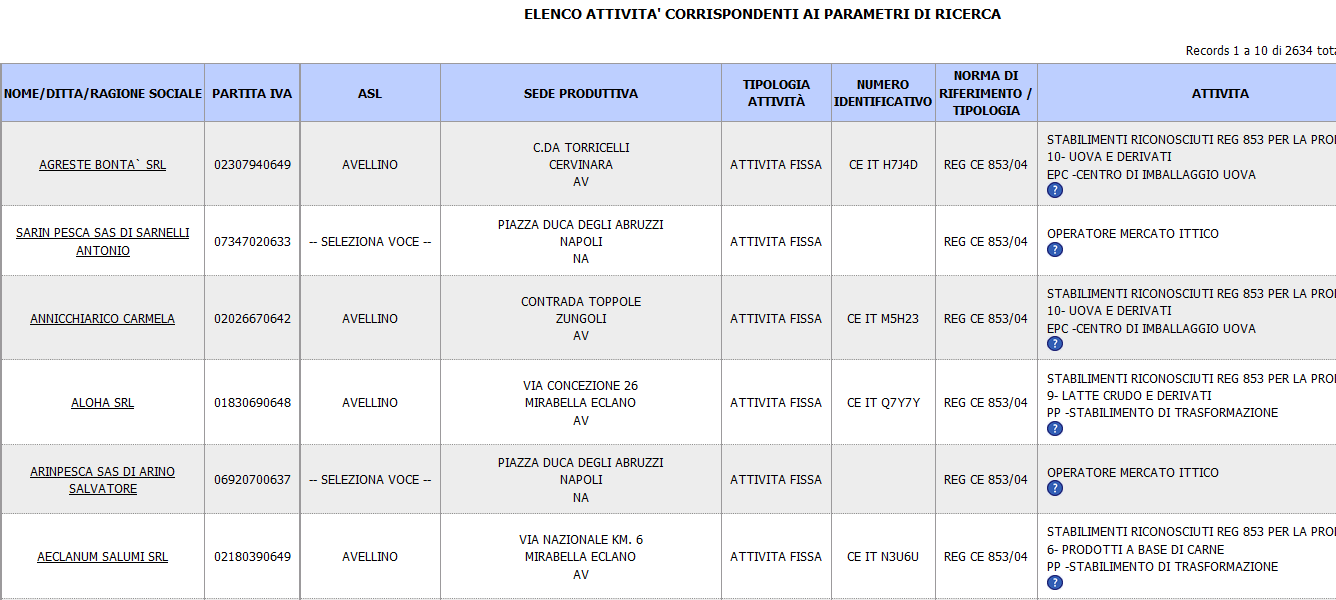 ELENCO ATTIVITA' CORRISPONDENTI AI PARAMETRI DI RICERCA
Records 1 a 10 di 2634 tota
NOME/DITTA/RAGIONE SOCIALE
PARTITA IVA
ASL
SEDE PRODUTTIVA
TIPOLOGIA
ATTIVITÀ
NUMERO
IDENTIFICATIVO
NORMA DI
RIFERIMENTO /
TIPOLOGIA
ATTIVITA
AGRESTE BONTA` SRL
02307940649
AVELLINO
C.DA TORRICELLI
CERVINARA
AV
ATTIVITA FISSA
CE IT H7J4D
REG CE 853/04
STABILIMENTI RICONOSCIUTI REG 853 PER LA PRO
10- UOVA E DERIVATI
EPC -CENTRO DI IMBALLAGGIO UOVA
?
SARIN PESCA SAS DI SARNELLI
ANTONIO
07347020633
-- SELEZIONA VOCE --
PIAZZA DUCA DEGLI ABRUZZI
NAPOLI
NA
ATTIVITA FISSA
REG CE 853/04
OPERATORE MERCATO ITTICO
?
ANNICCHIARICO CARMELA
02026670642
AVELLINO
CONTRADA TOPPOLE
ZUNGOLI
AV
ATTIVITA FISSA
CE IT M5H23
REG CE 853/04
STABILIMENTI RICONOSCIUTI REG 853 PER LA PRO
10- UOVA E DERIVATI
EPC -CENTRO DI IMBALLAGGIO UOVA
?
ALOHA SRL
01830690648
AVELLINO
VIA CONCEZIONE 26
MIRABELLA ECLANO
AV
ATTIVITA FISSA
CE IT Q7Y7Y
REG CE 853/04
STABILIMENTI RICONOSCIUTI REG 853 PER LA PRO
9- LATTE CRUDO E DERIVATI
PP -STABILIMENTO DI TRASFORMAZIONE
?
ARINPESCA SAS DI ARINO
SALVATORE
06920700637
-- SELEZIONA VOCE --
PIAZZA DUCA DEGLI ABRUZZI
NAPOLI
NA
ATTIVITA FISSA
REG CE 853/04
OPERATORE MERCATO ITTICO
?
AECLANUM SALUMI SRL
02180390649
AVELLINO
VIA NAZIONALE KM. 6
MIRABELLA ECLANO
AV
ATTIVITA FISSA
CE IT N3U6U
REG CE 853/04
STABILIMENTI RICONOSCIUTI REG 853 PER LA PRO
6- PRODOTTI A BASE DI CARNE
PP -STABILIMENTO DI TRASFORMAZIONE
?